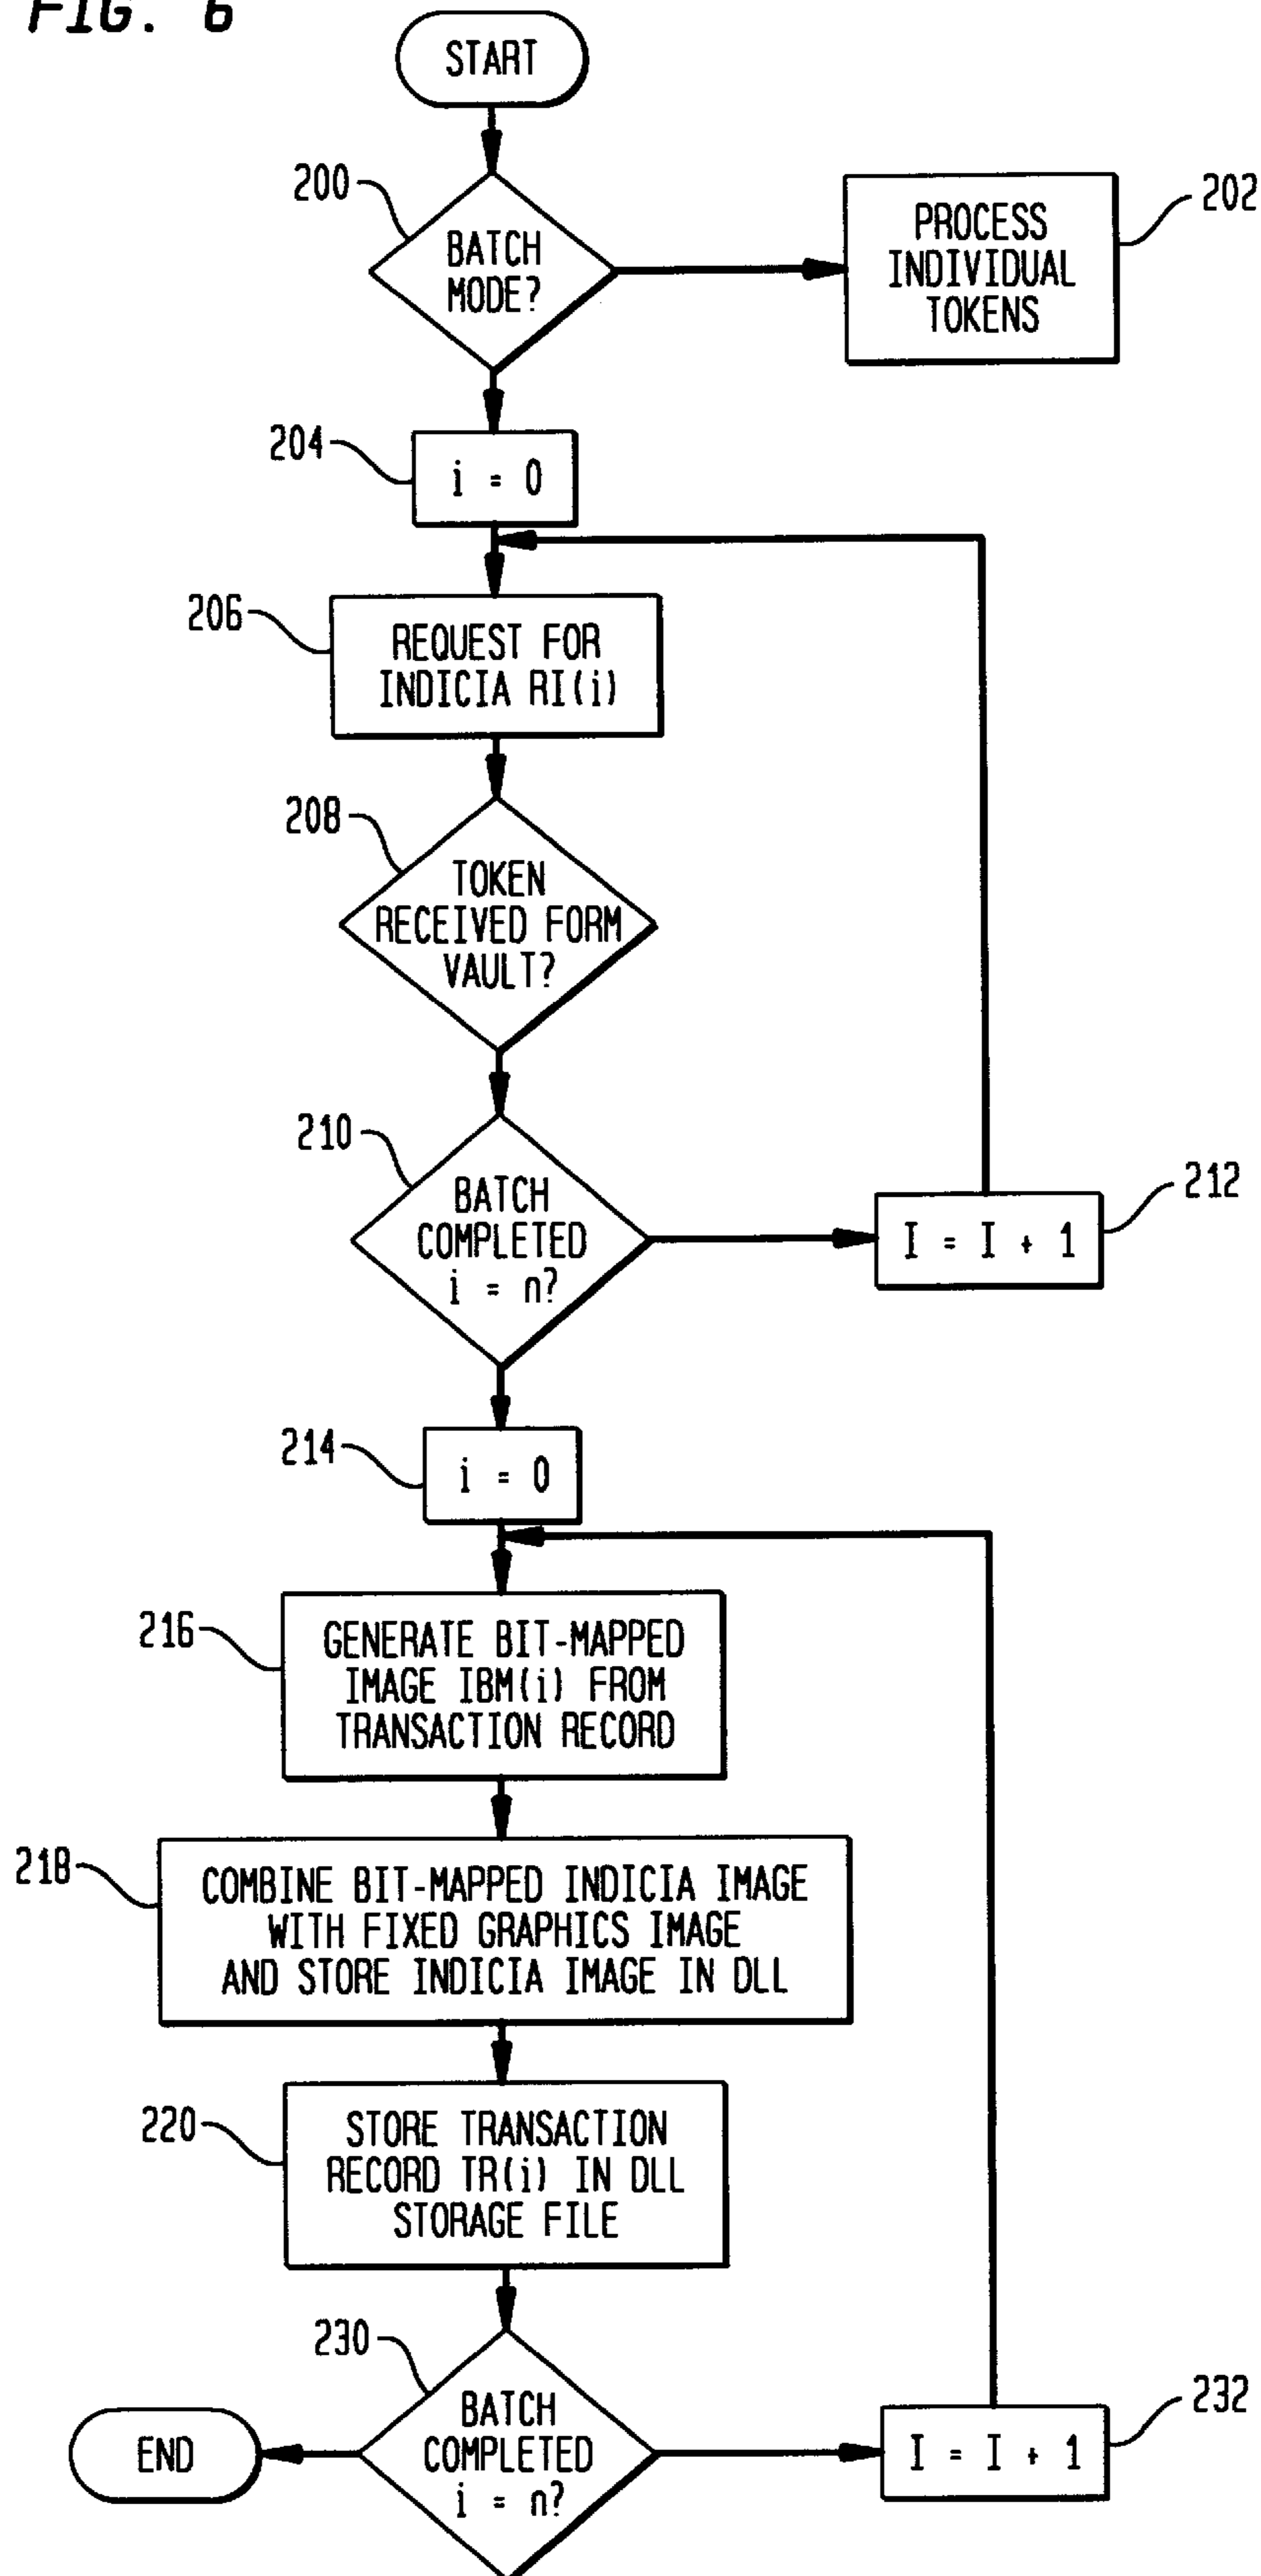 FIG. 6
START
200
BATCH
MODE?
202
PROCESS
INDIVIDUAL
TOKENS
204
i = 0
206
REQUEST FOR
INDICIA RI(i)
208
TOKEN
RECEIVED FORM
VAULT?
210
BATCH
COMPLETED
i = n?
212
I = I + 1
214
i = 0
216
GENERATE BIT-MAPPED
IMAGE IBM(i) FROM
TRANSACTION RECORD
218
COMBINE BIT-MAPPED INDICIA IMAGE
WITH FIXED GRAPHICS IMAGE
AND STORE INDICIA IMAGE IN DLL
220
STORE TRANSACTION
RECORD TR(i) IN DLL
STORAGE FILE
230
BATCH
COMPLETED
i = n?
END
232
I = I + 1